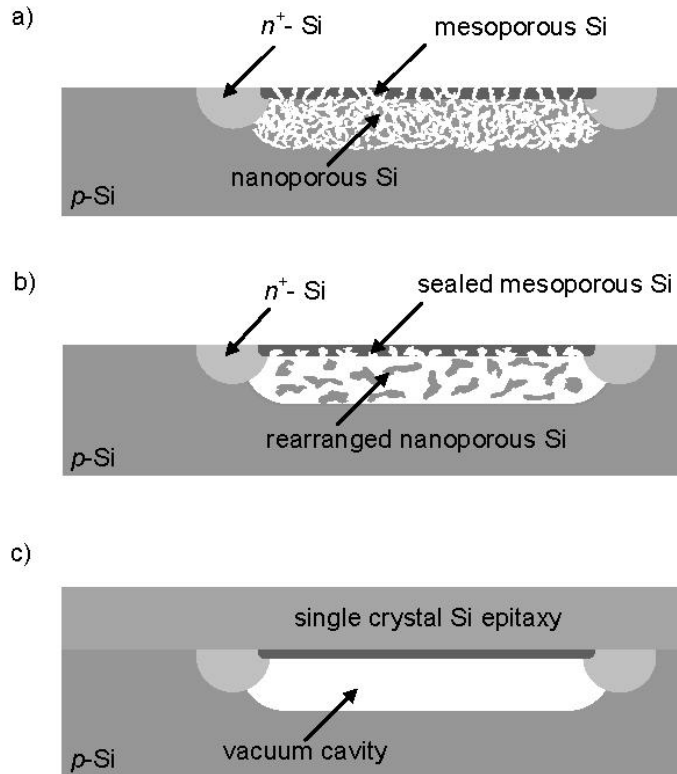 a)
n⁺- Si
mesoporous Si
nanoporous Si
p-Si
b)
n⁺- Si
sealed mesoporous Si
rearranged nanoporous Si
p-Si
c)
single crystal Si epitaxy
vacuum cavity
p-Si